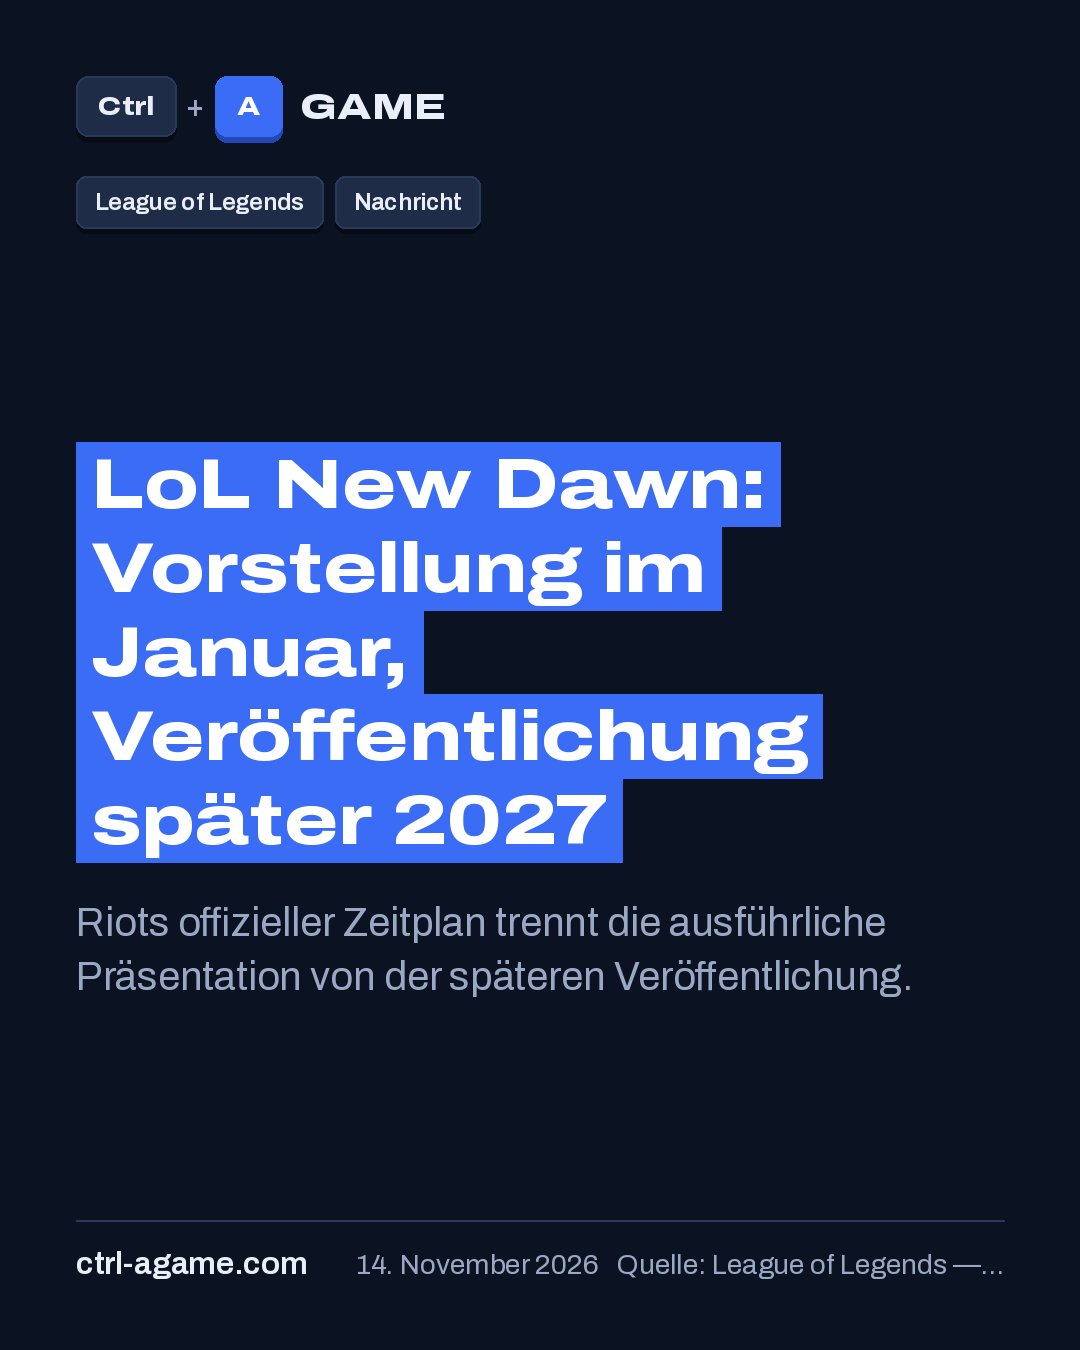 Ctrl + A GAME
League of Legends Nachricht
LoL New Dawn:
Vorstellung im
Januar,
Veröffentlichung
später 2027
Riots offizieller Zeitplan trennt die ausführliche
Präsentation von der späteren Veröffentlichung.
ctrl-agame.com 14. November 2026 Quelle: League of Legends —…